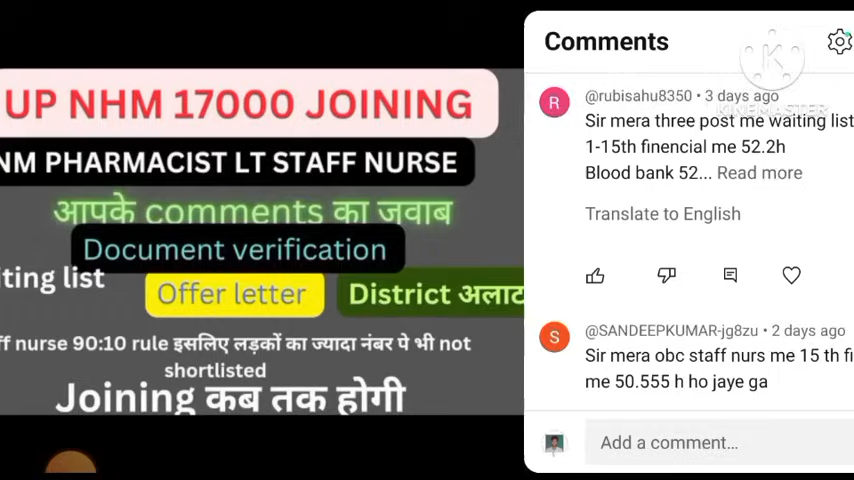 UP NHM 17000 JOINING
NM PHARMACIST LT STAFF NURSE
आपके comments का जवाब
Document verification
iting list
Offer letter
District अलाट
ff nurse 90:10 rule इसलिए लड़कों का ज्यादा नंबर पे भी not
shortlisted
Joining कब तक होगी
Comments
KINEMASTER
R
@rubisahu8350 • 3 days ago
Sir mera three post me waiting list
1-15th finencial me 52.2h
Blood bank 52... Read more
Translate to English
S
@SANDEEPKUMAR-jg8zu • 2 days ago
Sir mera obc staff nurs me 15 th fi
me 50.555 h ho jaye ga
Add a comment...